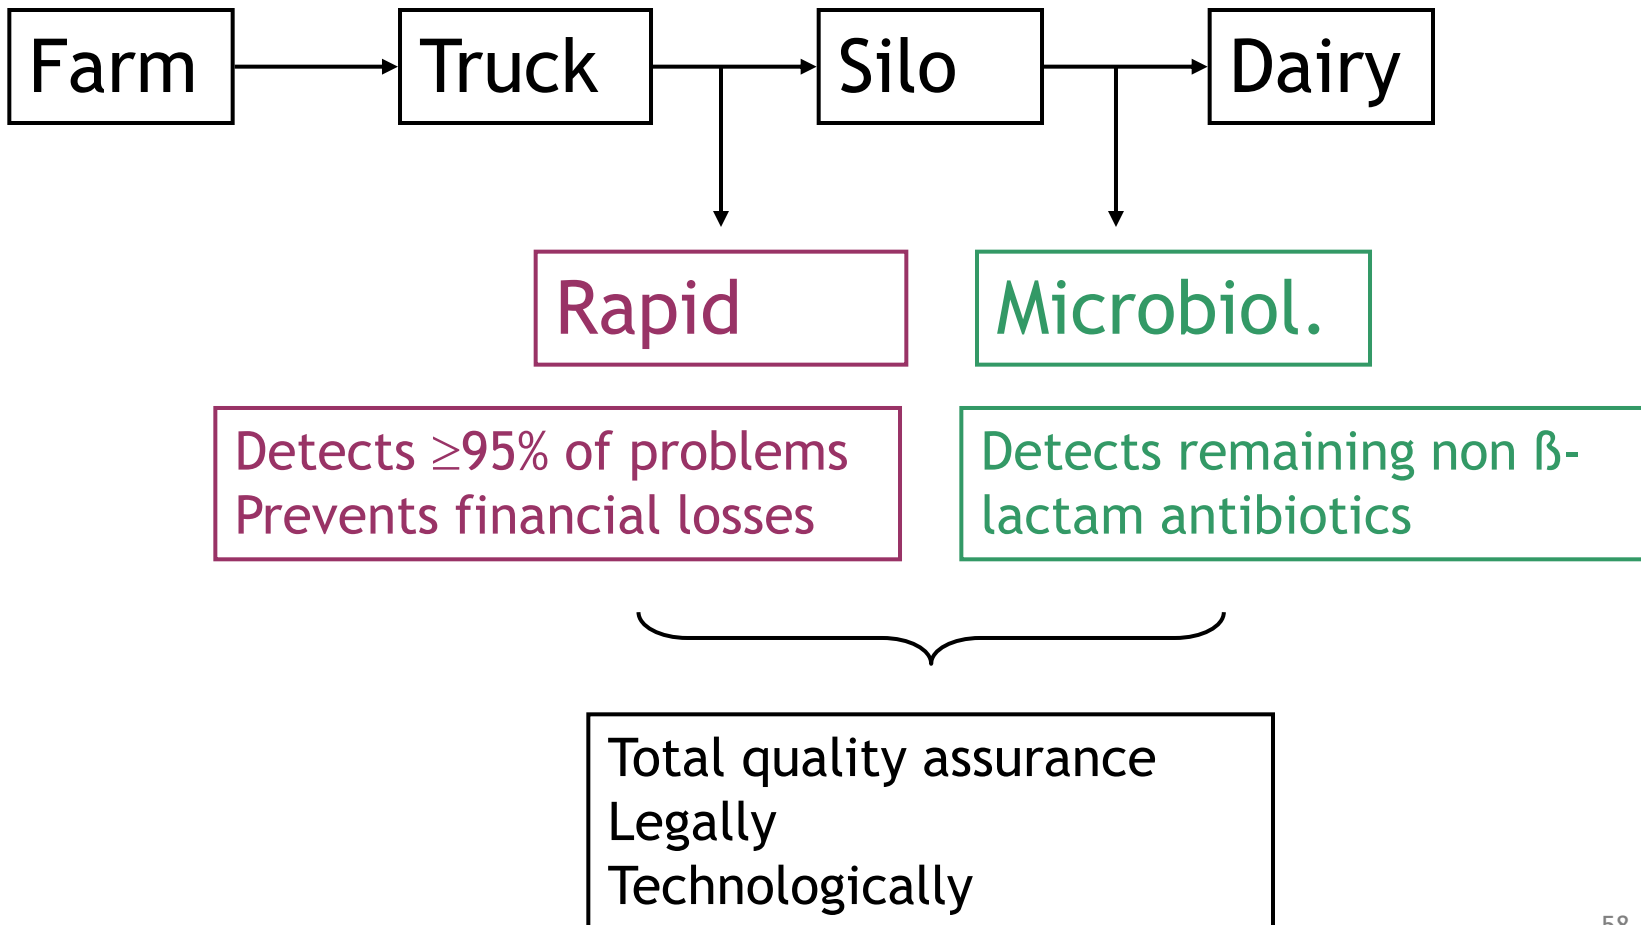 Farm
Truck
Silo
Dairy
Rapid
Microbiol.
Detects ≥95% of problems
Prevents financial losses
Detects remaining non ß-
lactam antibiotics
Total quality assurance
Legally
Technologically
58